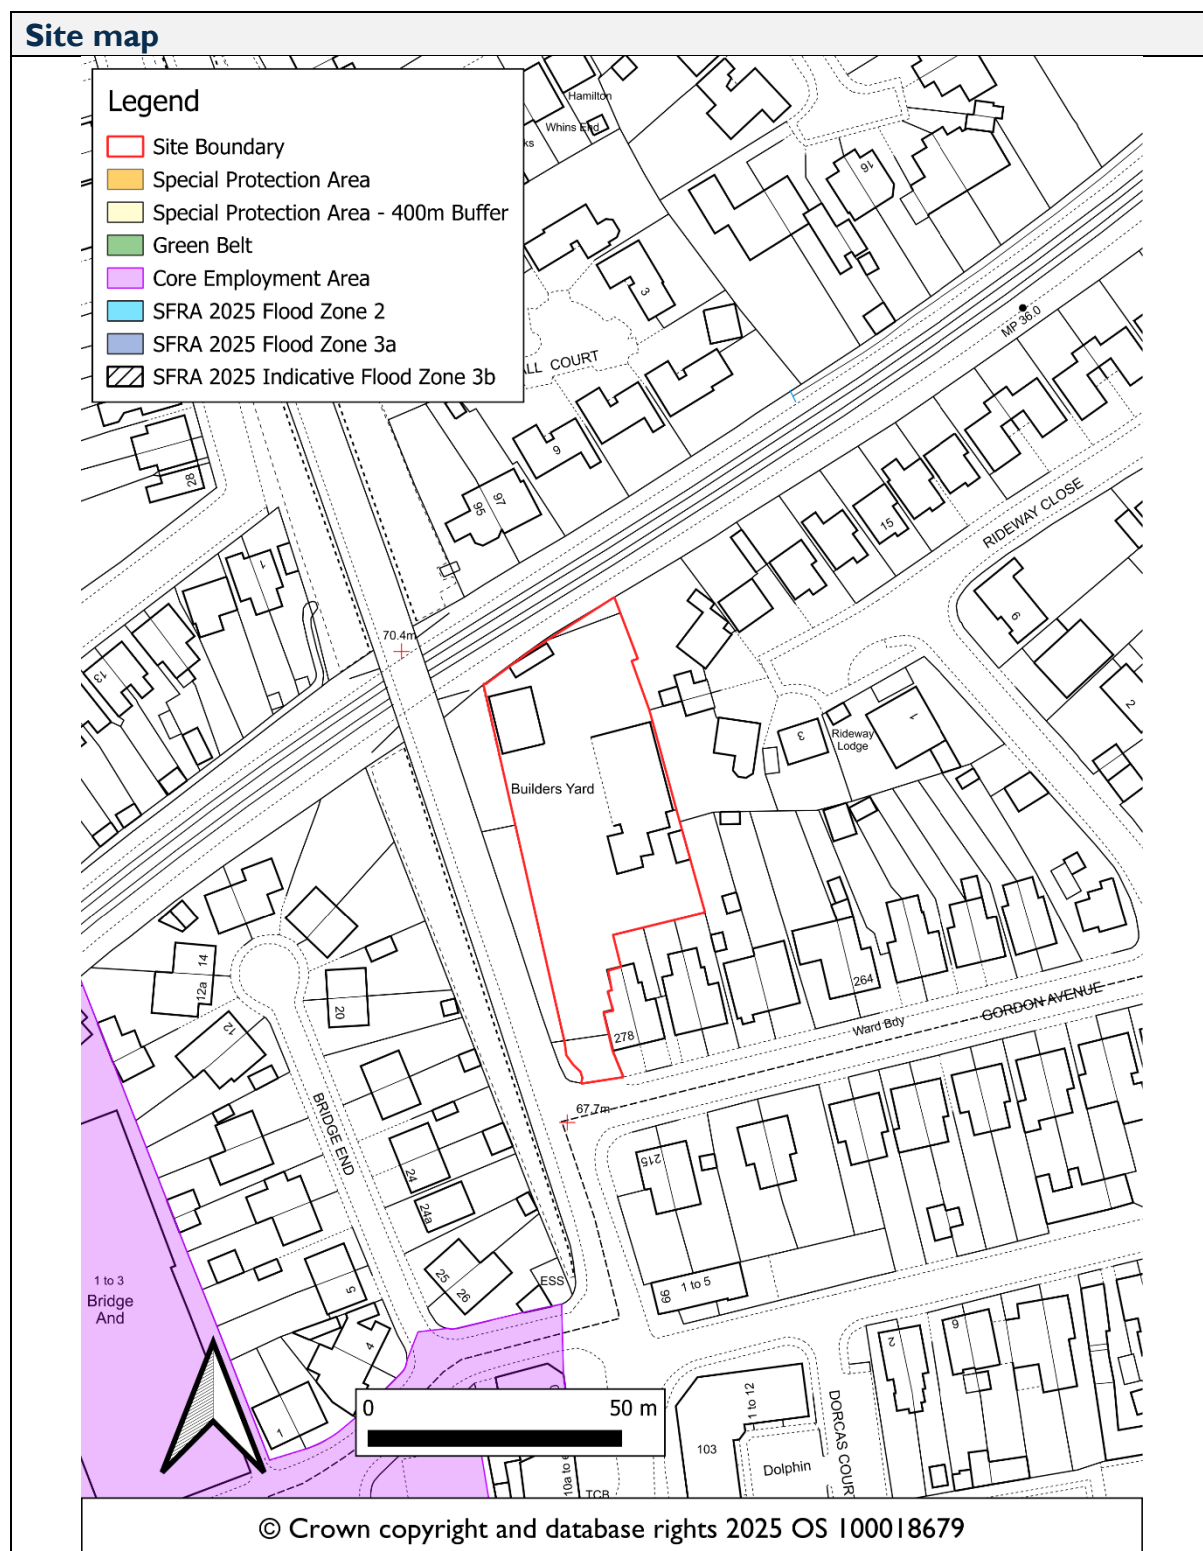 Site map
Legend
Site Boundary
Special Protection Area
Special Protection Area - 400m Buffer
Green Belt
Core Employment Area
SFRA 2025 Flood Zone 2
SFRA 2025 Flood Zone 3a
SFRA 2025 Indicative Flood Zone 3b
Hamilton
Whins End
ks
16
3
MP 36.0
ALL COURT
9
28
97
95
15
RIDEWAY CLOSE
1
9
70.4m
13
2
1
3
Rideway
Lodge
Builders Yard
14
12a
20
264
12
278
Ward Bdy
GORDON AVENUE
67.7m
BRIDGE END
215
24
24a
25
26
ESS
1 to 3
Bridge
And
5
99
1 to 5
2
6
4
1
0
50 m
1 to 12
103
Dolphin
DORCAS COURT
10a to
TCB
© Crown copyright and database rights 2025 OS 100018679